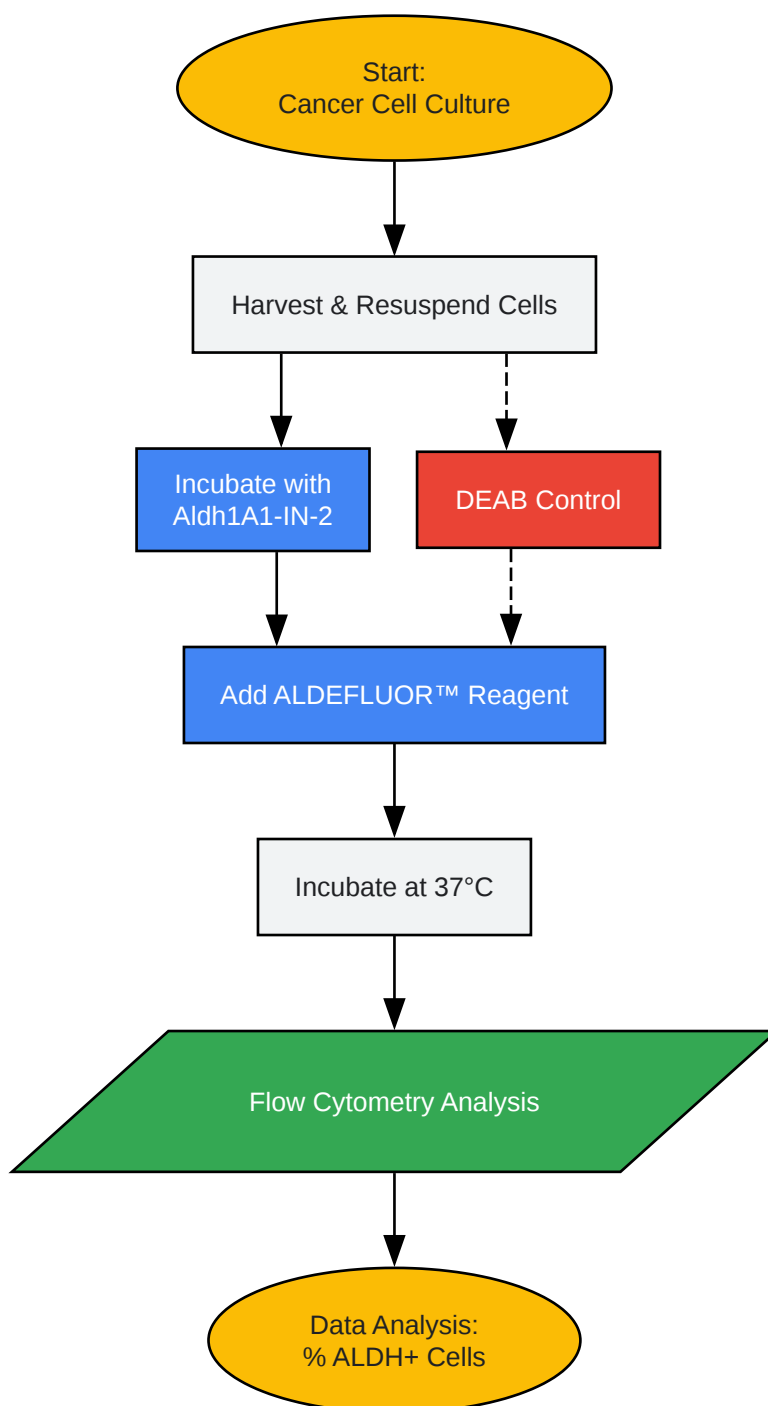 Start:
Cancer Cell Culture
Harvest & Resuspend Cells
Incubate with
Aldh1A1-IN-2
DEAB Control
Add ALDEFLUOR™ Reagent
Incubate at 37°C
Flow Cytometry Analysis
Data Analysis:
% ALDH+ Cells